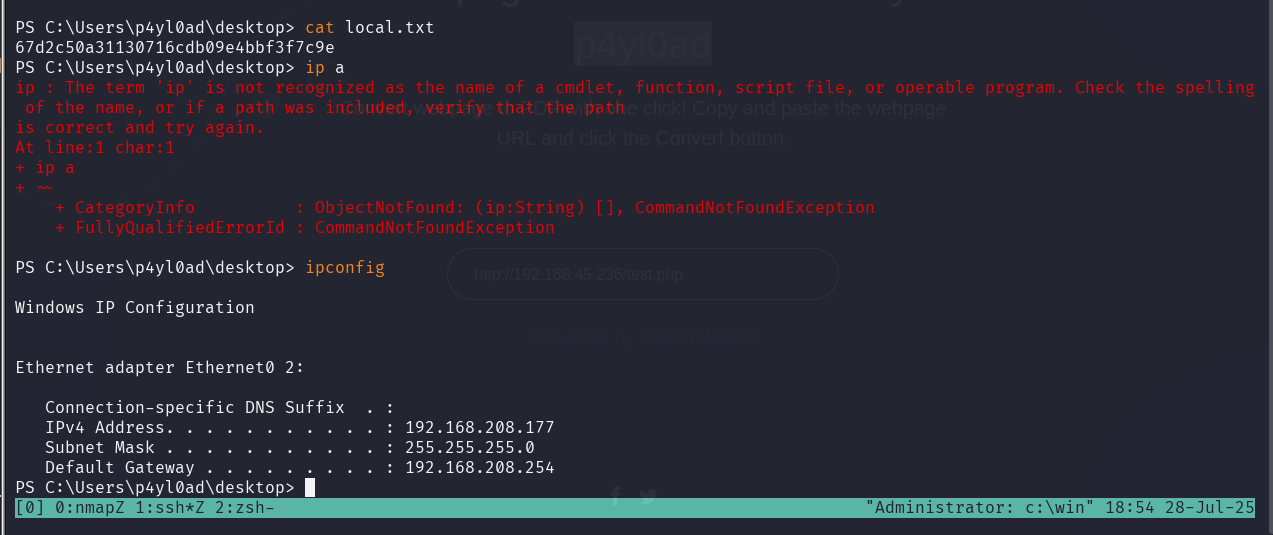 PS C:\Users\p4yl0ad\desktop> cat local.txt
67d2c50a31130716cdb09e4bbf3f7c9e
PS C:\Users\p4yl0ad\desktop> ip a
ip : The term 'ip' is not recognized as the name of a cmdlet, function, script file, or operable program. Check the spelling
 of the name, or if a path was included, verify that the path
is correct and try again.
At line:1 char:1
+ ip a
+ ~~
    + CategoryInfo          : ObjectNotFound: (ip:String) [], CommandNotFoundException
    + FullyQualifiedErrorId : CommandNotFoundException
PS C:\Users\p4yl0ad\desktop> ipconfig
Windows IP Configuration
Ethernet adapter Ethernet0 2:
   Connection-specific DNS Suffix  . :
   IPv4 Address. . . . . . . . . . . : 192.168.208.177
   Subnet Mask . . . . . . . . . . . : 255.255.255.0
   Default Gateway . . . . . . . . . : 192.168.208.254
PS C:\Users\p4yl0ad\desktop>
[0] 0:nmapZ 1:ssh*Z 2:zsh- "Administrator: c:\win" 18:54 28-Jul-25
p4yl0ad
click! Copy and paste the webpage
URL and click the Convert button.
http://192.168.45.236/test.php